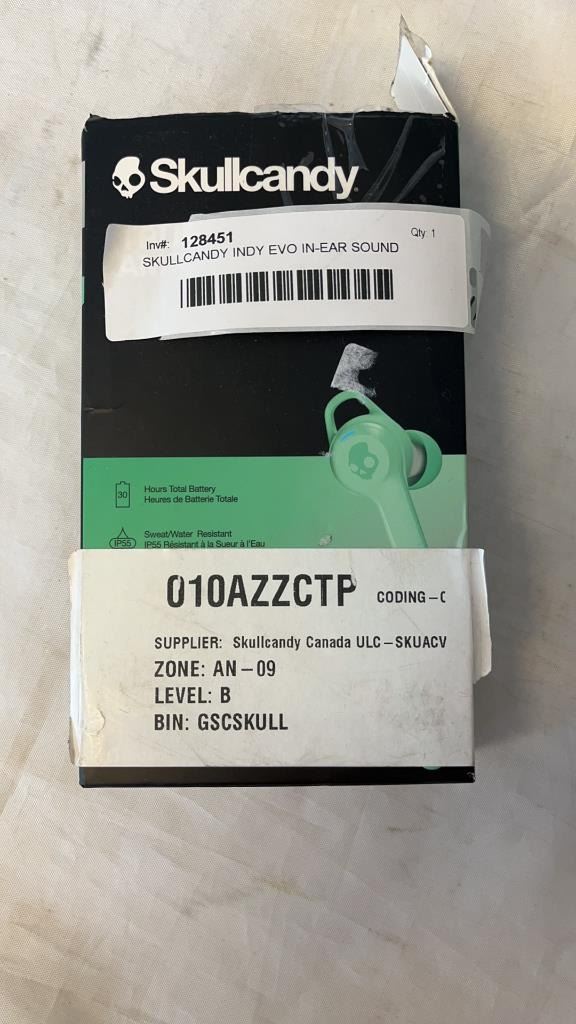 Skullcandy
Inv#: 128451
Qty: 1
SKULLCANDY INDY EVO IN-EAR SOUND
30
Hours Total Battery
Heures de Batterie Totale
IP55
Sweat/Water Resistant
IP55 Résistant à la Sueur à l'Eau
010AZZCTP CODING-C
SUPPLIER: Skullcandy Canada ULC-SKUACV
ZONE: AN-09
LEVEL: B
BIN: GSCSKULL